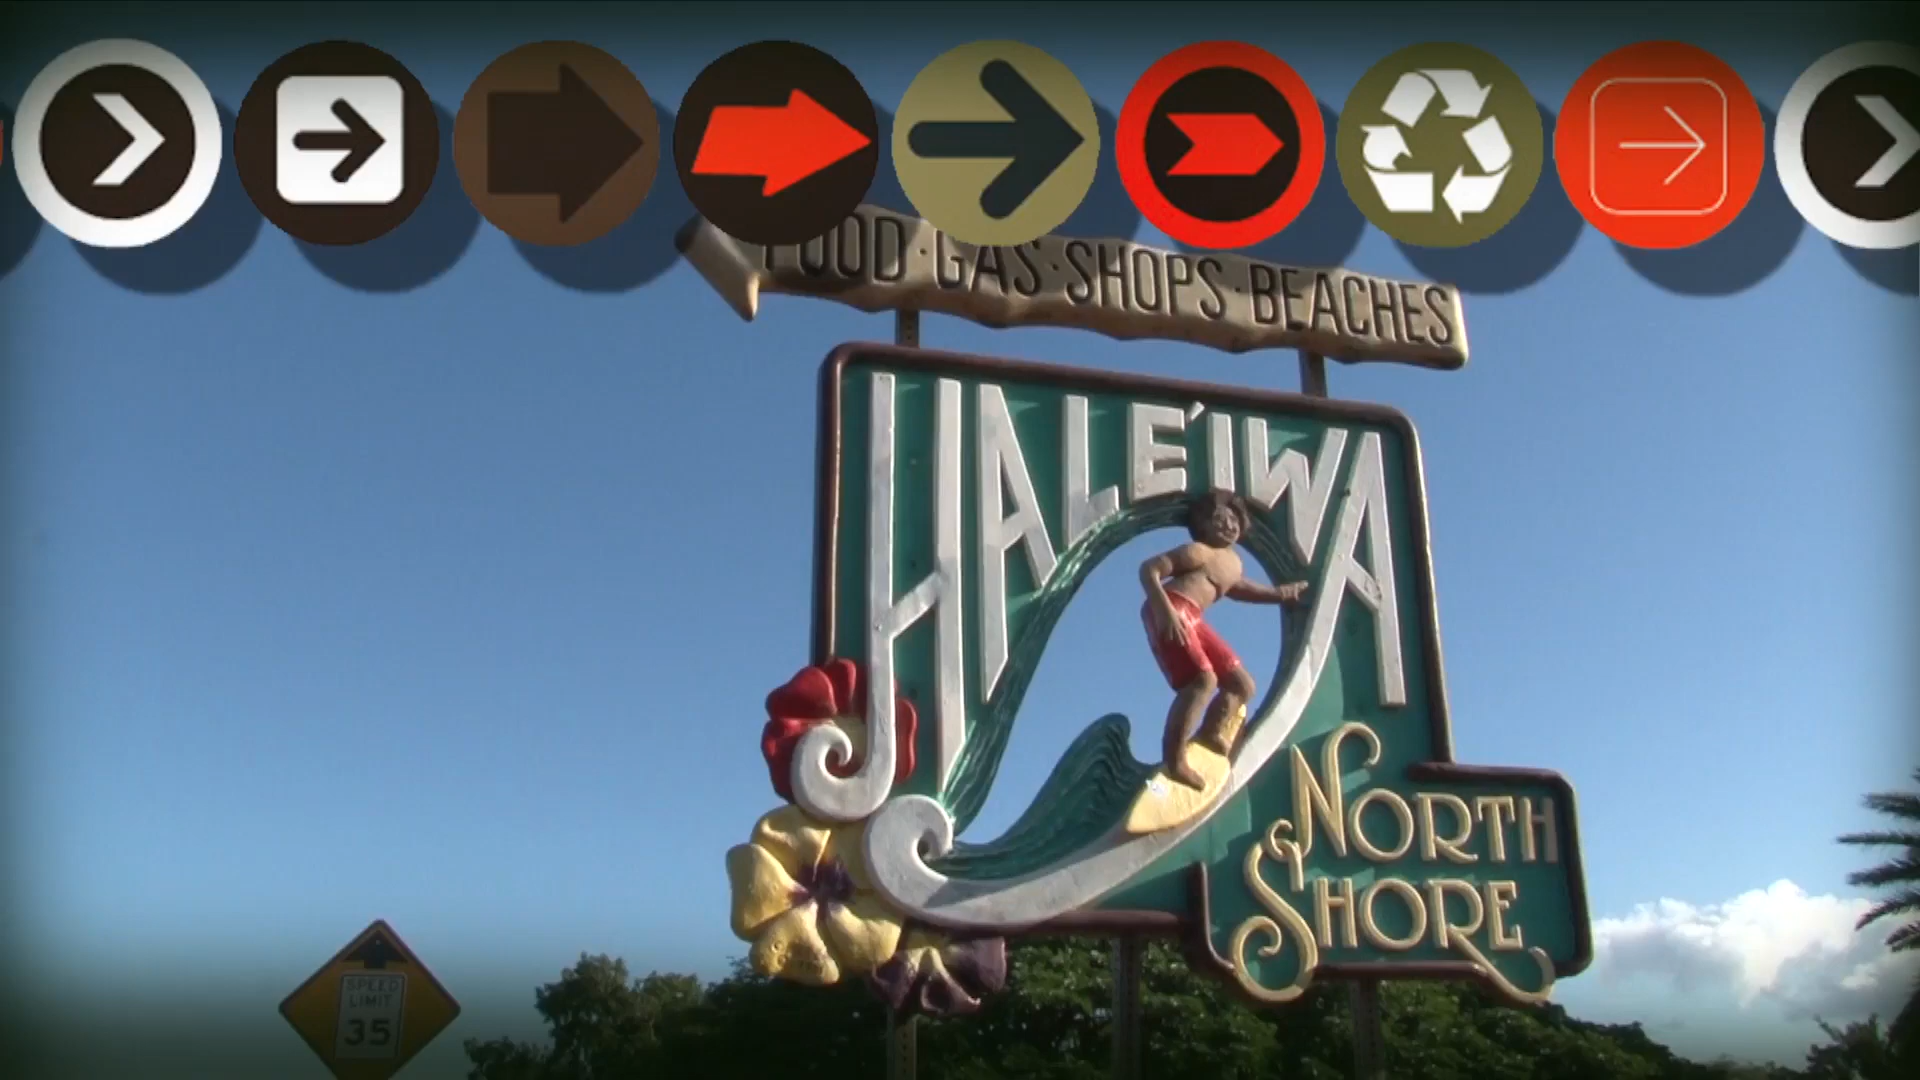 FOOD · GAS · SHOPS · BEACHES
HALE'IWA
NORTH
SHORE
SPEED
LIMIT
35